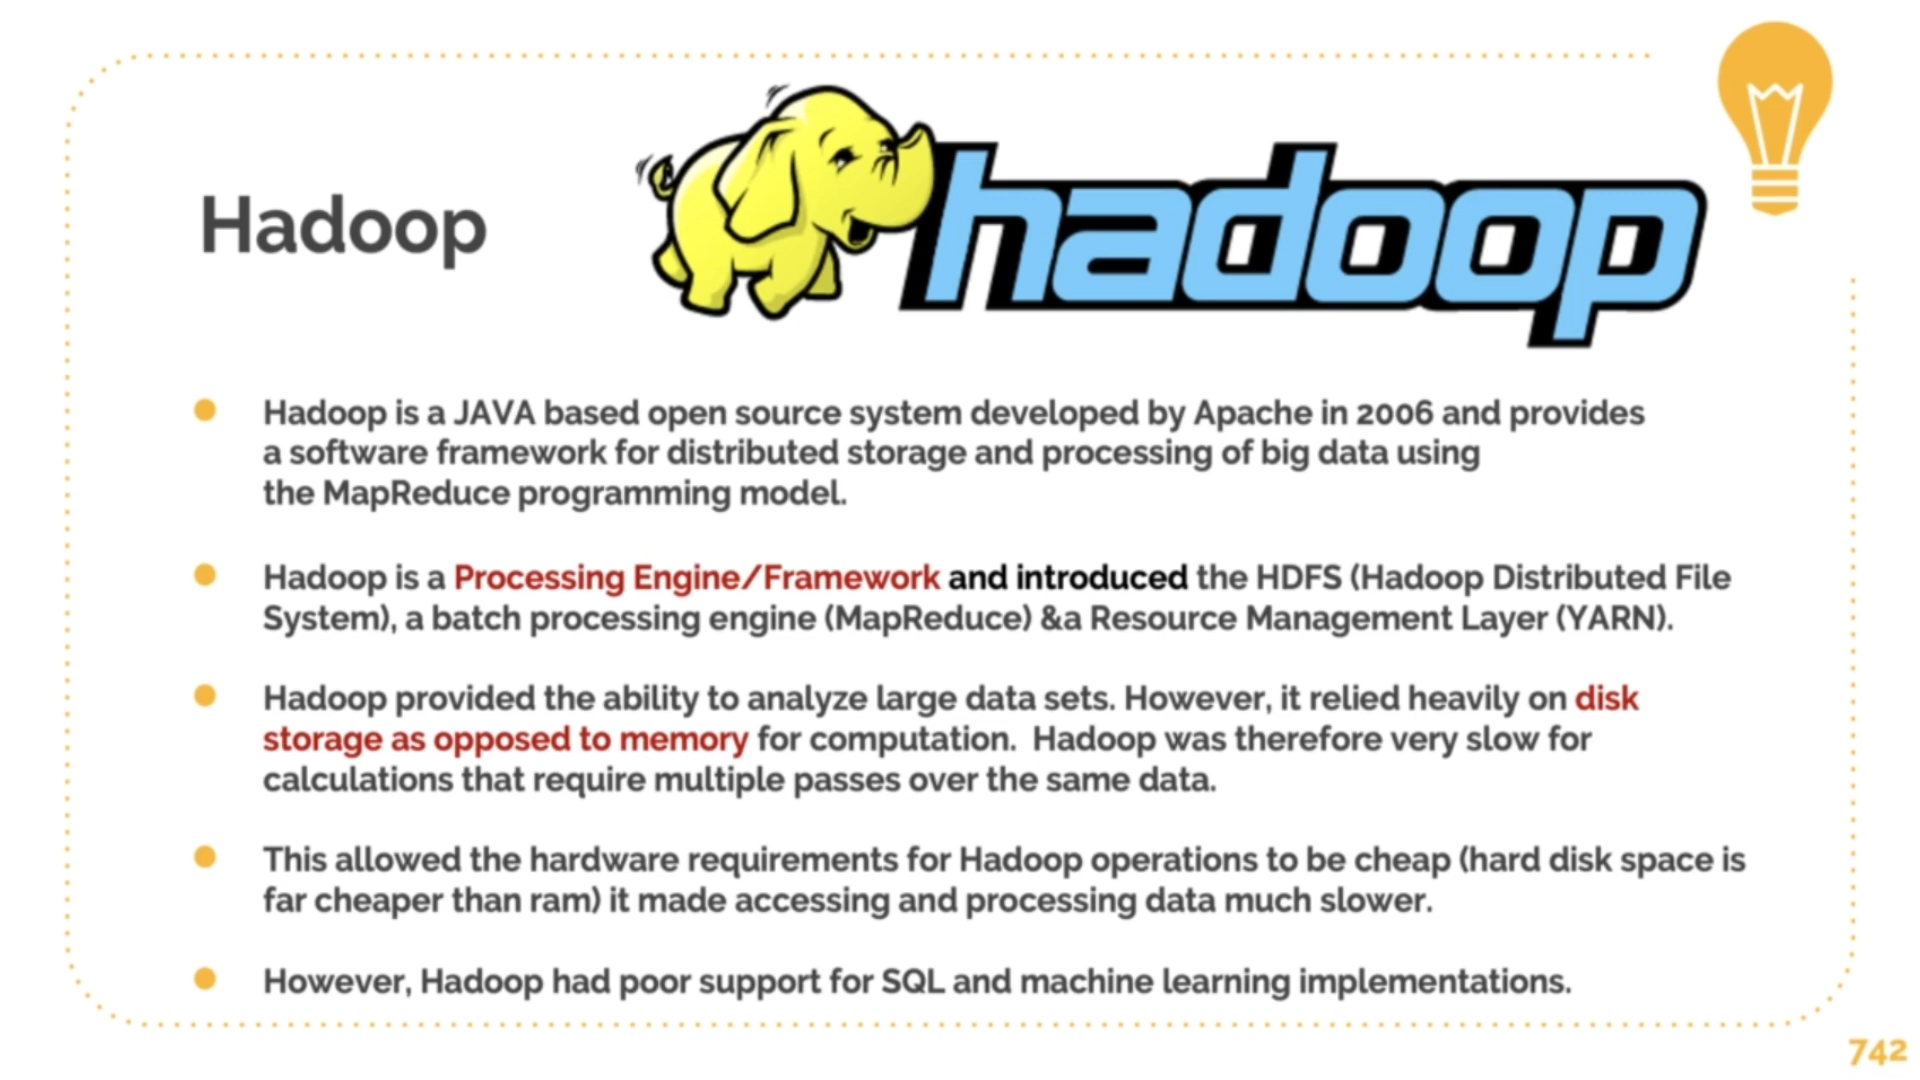 Hadoop
hadoop
Hadoop is a JAVA based open source system developed by Apache in 2006 and provides
a software framework for distributed storage and processing of big data using
the MapReduce programming model.
Hadoop is a Processing Engine/Framework and introduced the HDFS (Hadoop Distributed File
System), a batch processing engine (MapReduce) &a Resource Management Layer (YARN).
Hadoop provided the ability to analyze large data sets. However, it relied heavily on disk
storage as opposed to memory for computation. Hadoop was therefore very slow for
calculations that require multiple passes over the same data.
This allowed the hardware requirements for Hadoop operations to be cheap (hard disk space is
far cheaper than ram) it made accessing and processing data much slower.
However, Hadoop had poor support for SQL and machine learning implementations.
742